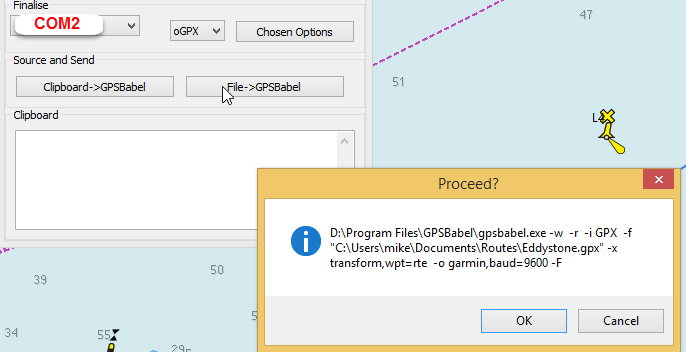 Finalise
COM2
oGPX
Chosen Options
Source and Send
Clipboard->GPSBabel
File->GPSBabel
Clipboard
47
51
Proceed?
D:\Program Files\GPSBabel\gpsbabel.exe -w -r -i GPX -f
"C:\Users\mike\Documents\Routes\Eddystone.gpx" -x
transform,wpt=rte -o garmin,baud=9600 -F
OK
Cancel
39
50
34
55